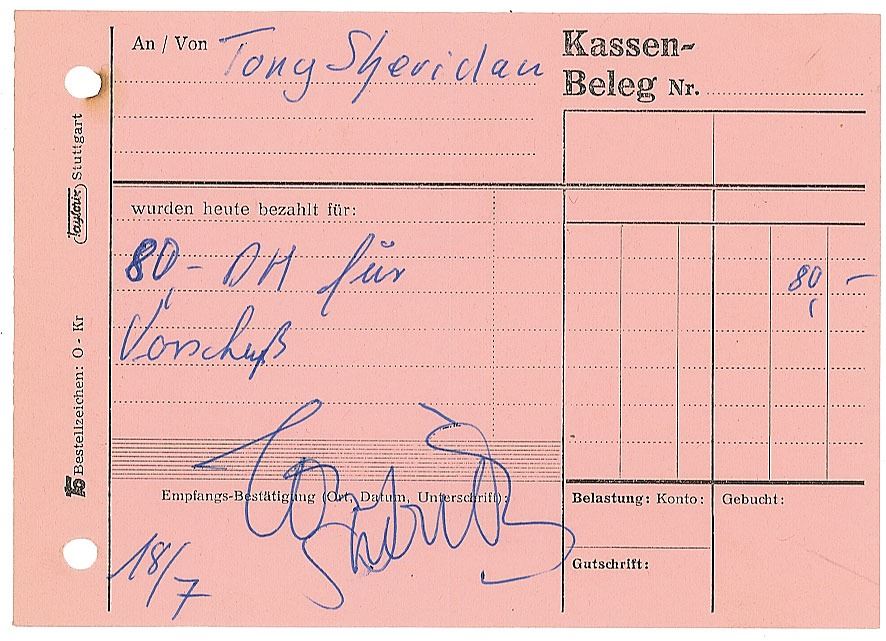 An / Von Tony Sheridan
Kassen-
Beleg Nr.
wurden heute bezahlt für:
80,- DM für
Vorschuß
80,-
Empfangs-Bestätigung (Ort, Datum, Unterschrift):
18/7
Belastung: Konto:
Gebucht:
Gutschrift:
Taylorix Stuttgart
Bestellzeichen: O - Kr